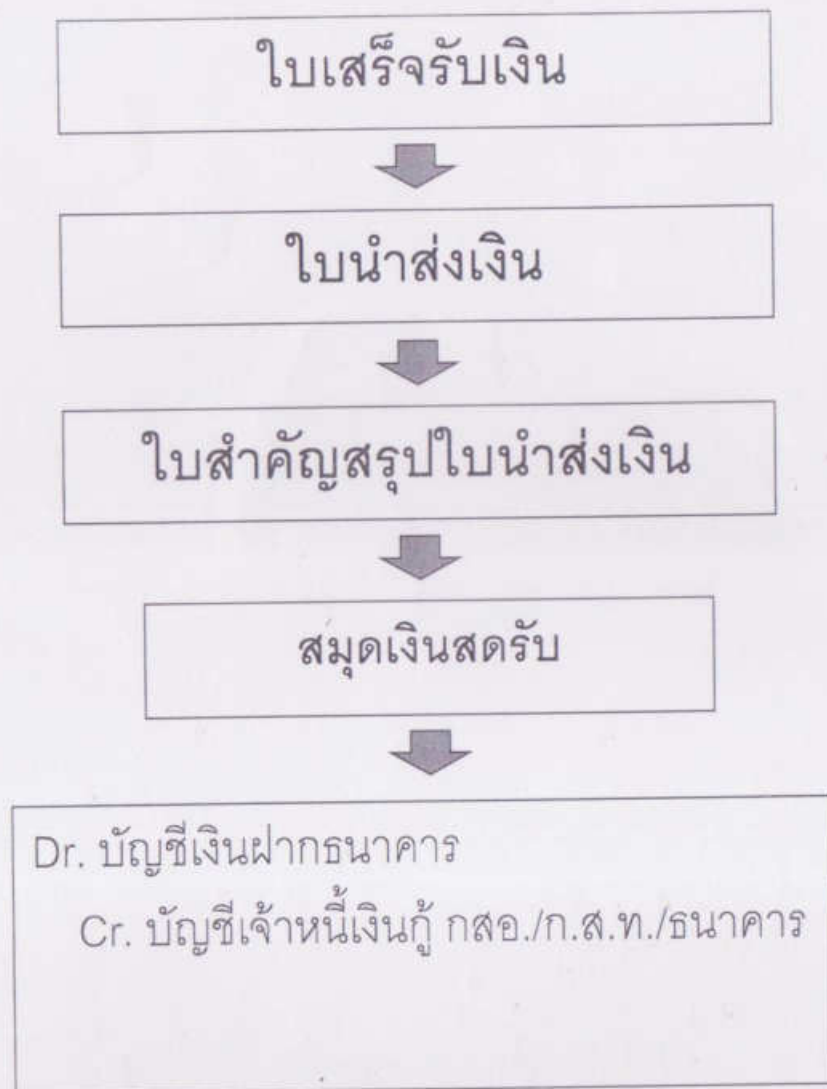 ใบเสร็จรับเงิน
ใบนำส่งเงิน
ใบสำคัญสรุปใบนำส่งเงิน
สมุดเงินสดรับ
Dr. บัญชีเงินฝากธนาคาร
Cr. บัญชีเจ้าหนี้เงินกู้ กสอ./ก.ส.ท./ธนาคาร